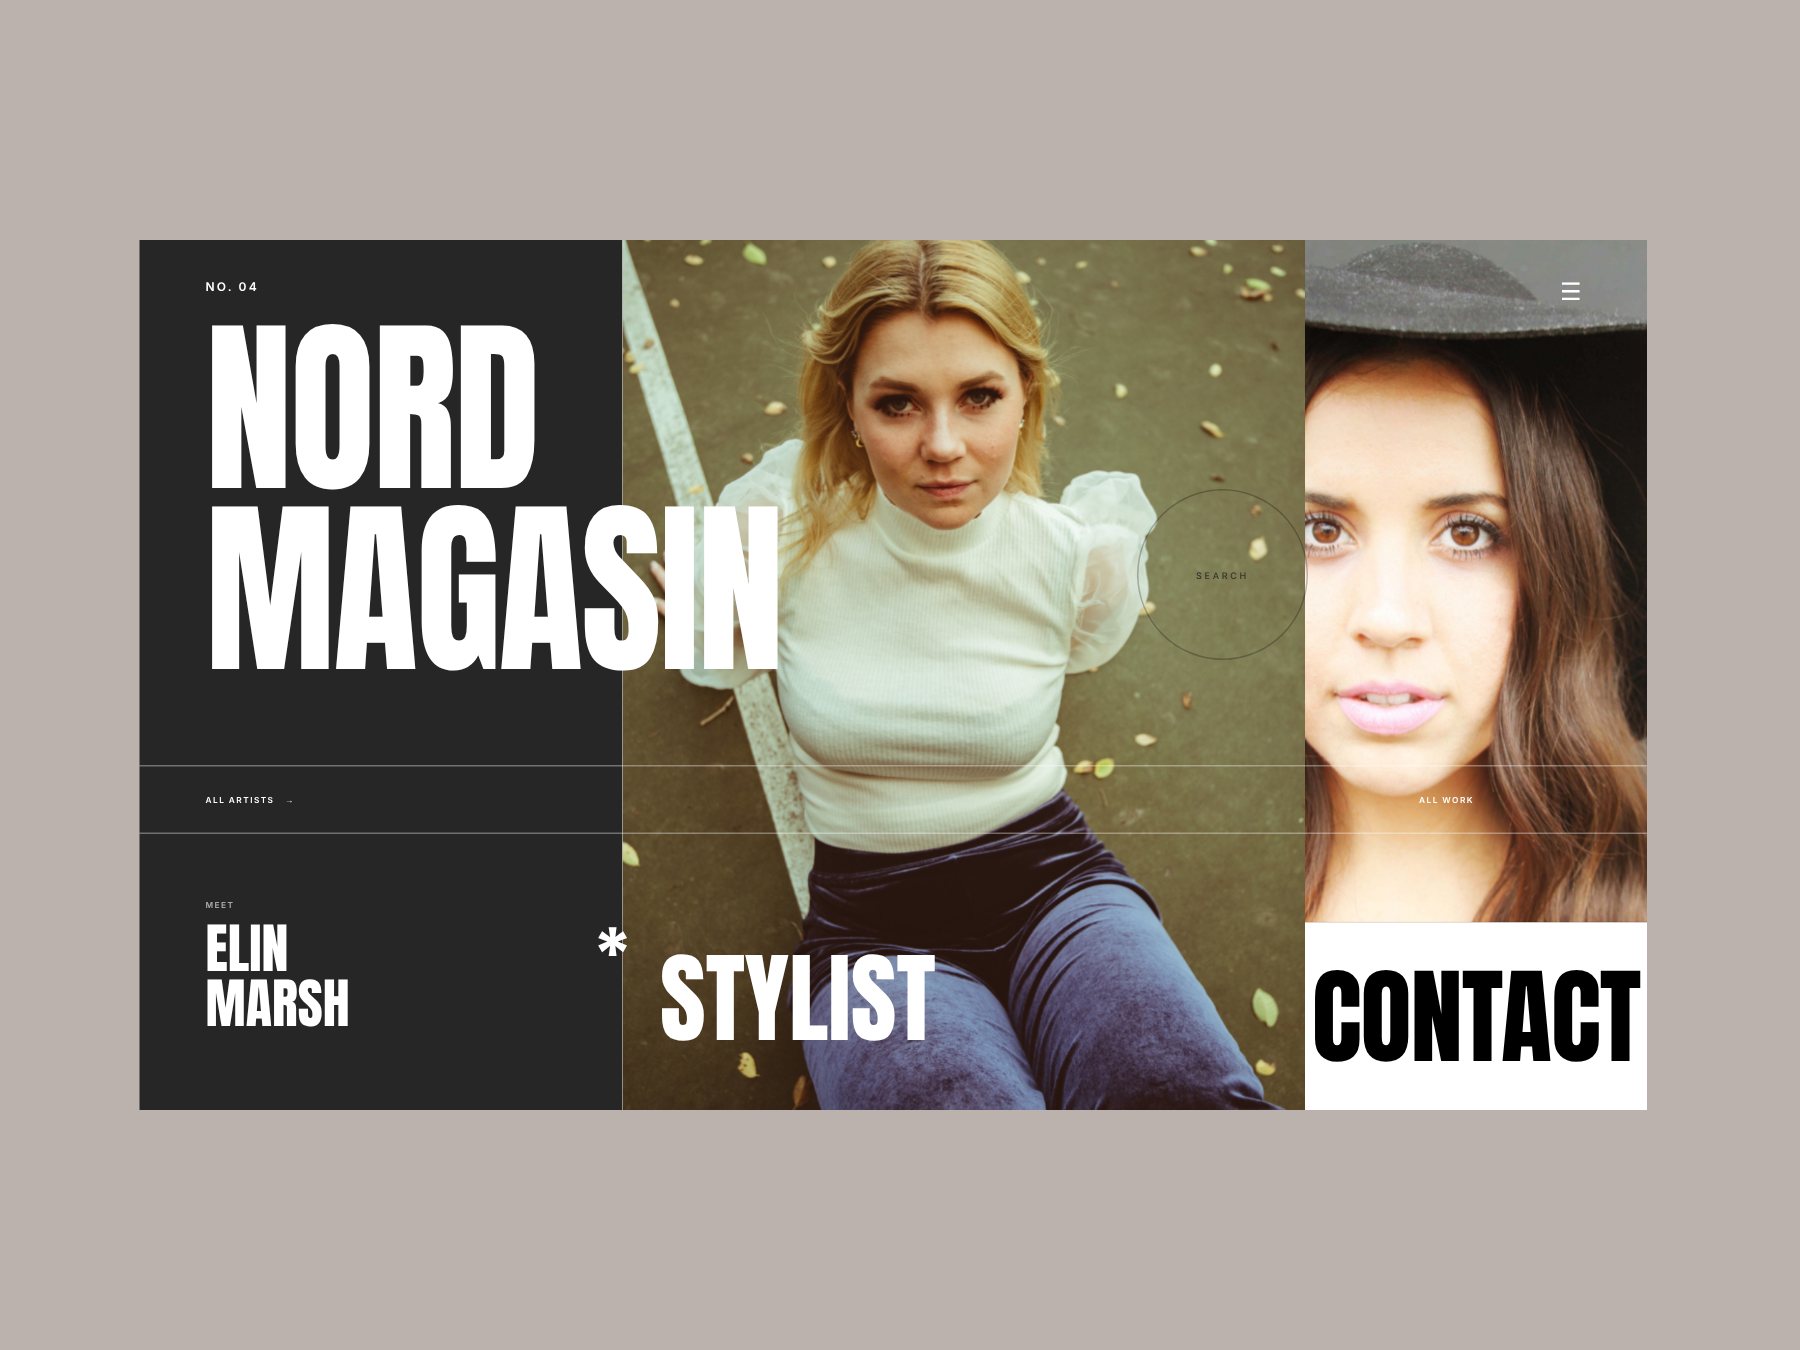 NO. 04
NORD
MAGASIN
SEARCH
ALL ARTISTS →
ALL WORK
MEET
ELIN
MARSH
*
STYLIST
CONTACT